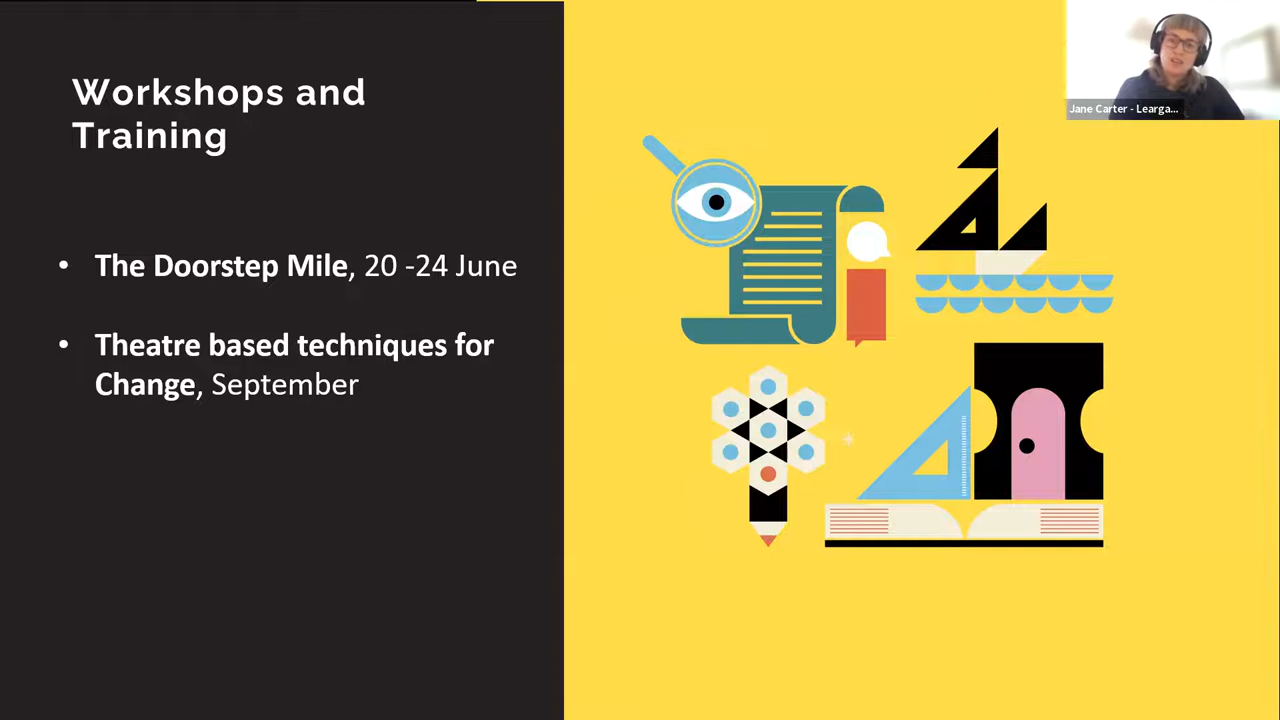 Workshops and
Training
• The Doorstep Mile, 20 -24 June
• Theatre based techniques for
Change, September
Jane Carter - Learga...